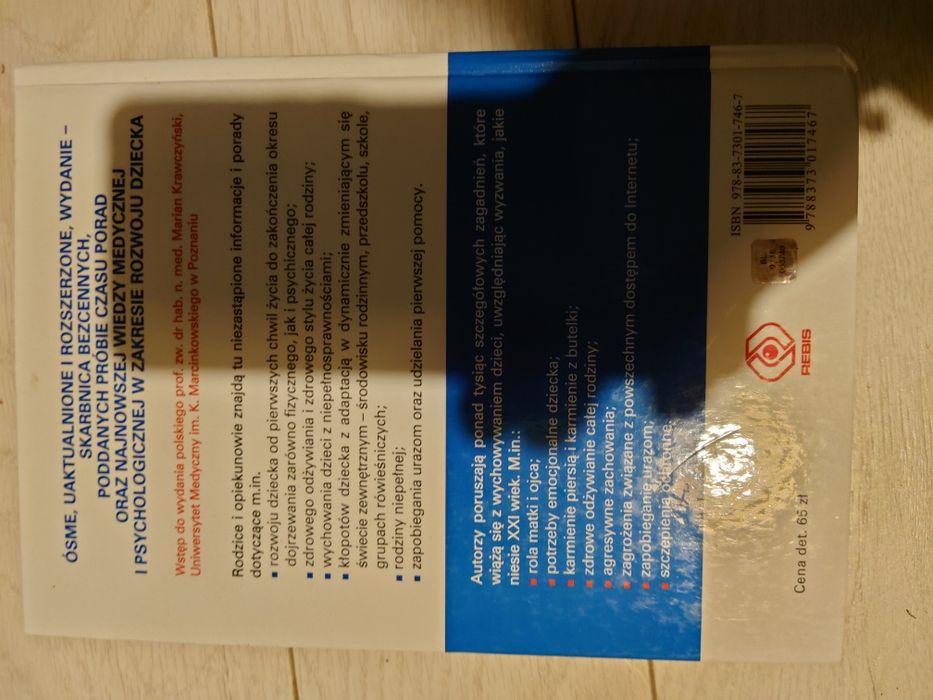 ÓSME, UAKTUALNIONE I ROZSZERZONE, WYDANIE –
SKARBNICA BEZCENNYCH,
PODDANYCH PRÓBIE CZASU PORAD
ORAZ NAJNOWSZEJ WIEDZY MEDYCZNEJ
I PSYCHOLOGICZNEJ W ZAKRESIE ROZWOJU DZIECKA
Wstęp do wydania polskiego prof. zw. dr hab. n. med. Marian Krawczyński,
Uniwersytet Medyczny im. K. Marcinkowskiego w Poznaniu
Rodzice i opiekunowie znajdą tu niezastąpione informacje i porady
dotyczące m.in.
▪ rozwoju dziecka od pierwszych chwil życia do zakończenia okresu
dojrzewania zarówno fizycznego, jak i psychicznego;
▪ zdrowego odżywiania i zdrowego stylu życia całej rodziny;
▪ wychowania dzieci z niepełnosprawnościami;
▪ kłopotów dziecka z adaptacją w dynamicznie zmieniającym się
świecie zewnętrznym – środowisku rodzinnym, przedszkolu, szkole,
grupach rówieśniczych;
▪ rodziny niepełnej;
▪ zapobiegania urazom oraz udzielania pierwszej pomocy.
Autorzy poruszają ponad tysiąc szczegółowych zagadnień, które
wiążą się z wychowywaniem dzieci, uwzględniając wyzwania, jakie
niesie XXI wiek. M.in.:
▪ rola matki i ojca;
▪ potrzeby emocjonalne dziecka;
▪ karmienie piersią i karmienie z butelki;
▪ zdrowe odżywianie całej rodziny;
▪ agresywne zachowania;
▪ zagrożenia związane z powszechnym dostępem do Internetu;
▪ zapobieganie urazom;
▪ szczepienia ochronne.
Cena det. 65 zł
REBIS
ISBN 978-83-7301-746-7
9 788373 017467